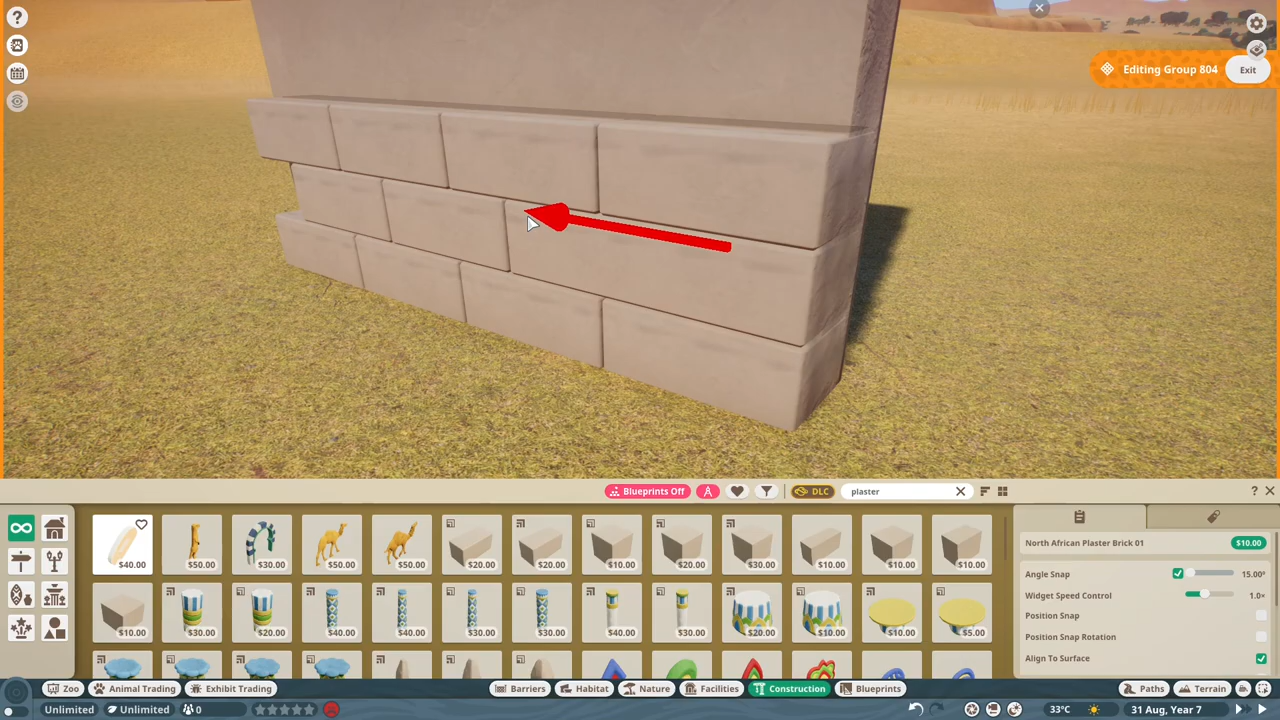 Editing Group 804
Exit
Blueprints Off
DLC
plaster
$40.00
$50.00
$30.00
$50.00
$50.00
$20.00
$20.00
$10.00
$20.00
$30.00
$10.00
$10.00
$10.00
$10.00
$30.00
$20.00
$40.00
$40.00
$30.00
$30.00
$40.00
$30.00
$20.00
$10.00
$10.00
$5.00
North African Plaster Brick 01
$10.00
Angle Snap
15.00°
Widget Speed Control
1.0×
Position Snap
Position Snap Rotation
Align To Surface
Zoo
Animal Trading
Exhibit Trading
Barriers
Habitat
Nature
Facilities
Construction
Blueprints
Paths
Terrain
Unlimited
Unlimited
0
33°C
31 Aug, Year 7